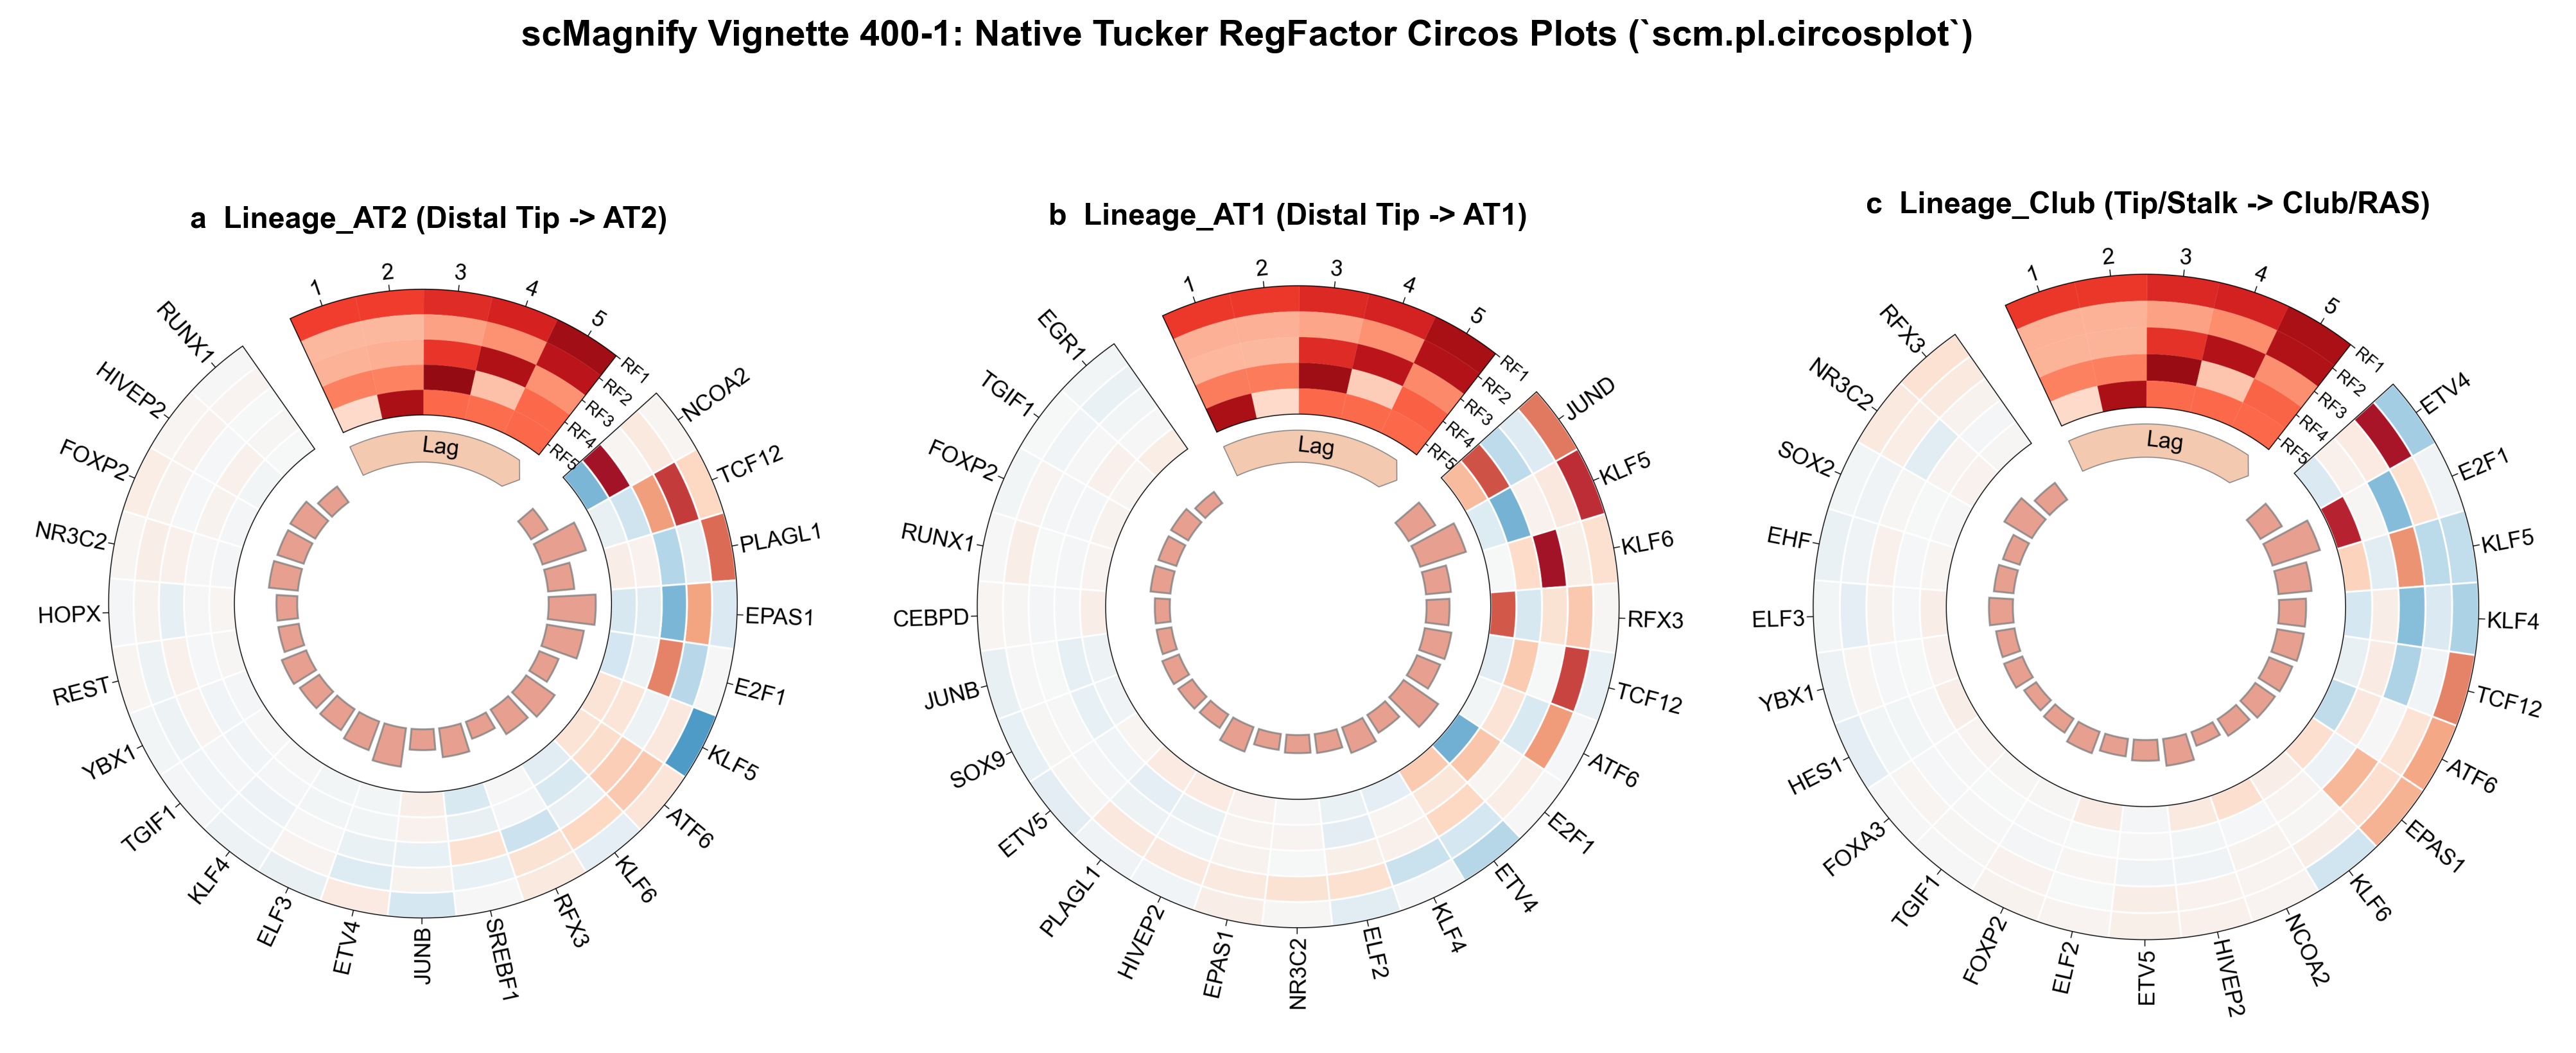 scMagnify Vignette 400-1: Native Tucker RegFactor Circos Plots (`scm.pl.circosplot`)
a Lineage_AT2 (Distal Tip -> AT2)
1
2
3
4
5
RF1
RF2
RF3
RF4
RF5
Lag
NCOA2
TCF12
PLAGL1
EPAS1
E2F1
KLF5
ATF6
KLF6
RFX3
SREBF1
JUNB
ETV4
ELF3
KLF4
TGIF1
YBX1
REST
HOPX
NR3C2
FOXP2
HIVEP2
RUNX1
b Lineage_AT1 (Distal Tip -> AT1)
1
2
3
4
5
RF1
RF2
RF3
RF4
RF5
Lag
JUND
KLF5
KLF6
RFX3
TCF12
ATF6
E2F1
ETV4
KLF4
ELF2
NR3C2
EPAS1
HIVEP2
PLAGL1
ETV5
SOX9
JUNB
CEBPD
RUNX1
FOXP2
TGIF1
EGR1
c Lineage_Club (Tip/Stalk -> Club/RAS)
1
2
3
4
5
RF1
RF2
RF3
RF4
RF5
Lag
ETV4
E2F1
KLF5
KLF4
TCF12
ATF6
EPAS1
KLF6
NCOA2
HIVEP2
ETV5
ELF2
FOXP2
TGIF1
FOXA3
HES1
YBX1
ELF3
EHF
SOX2
NR3C2
RFX3